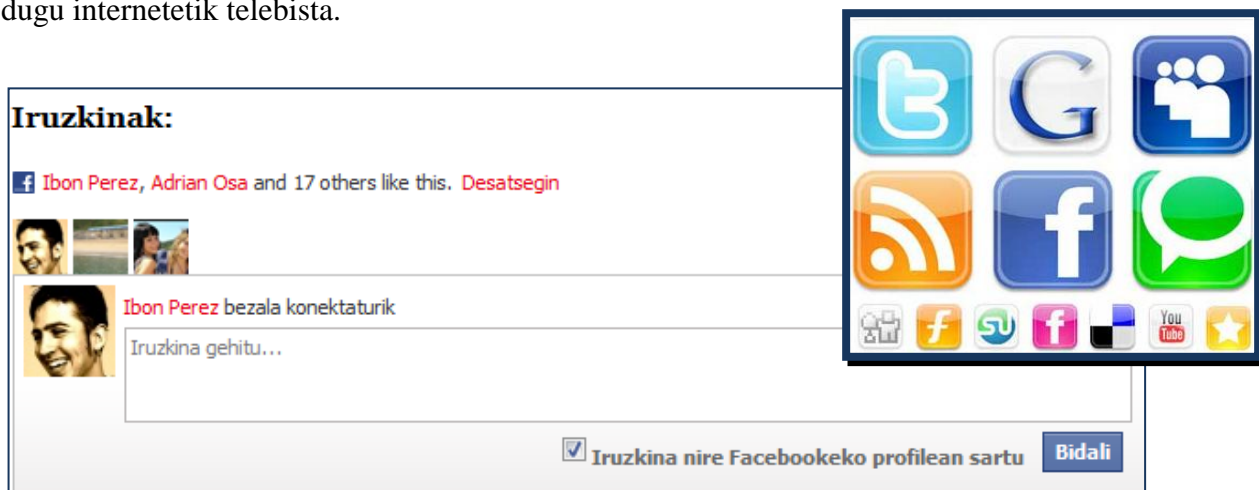 dugu internetetik telebista.
Iruzkinak:
Ibon Perez, Adrian Osa and 17 others like this. Desatsegin
Ibon Perez bezala konektaturik
Iruzkina gehitu...
Iruzkina nire Facebookeko profilean sartu
Bidali
t G
f
f su f You Tube